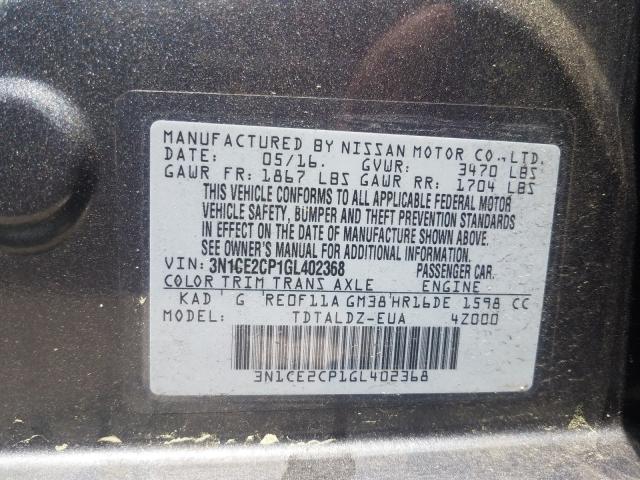 MANUFACTURED BY NISSAN MOTOR CO., LTD.
DATE: 05/16. GVWR: 3470 LBS
GAWR FR: 1867 LBS GAWR RR: 1704 LBS
THIS VEHICLE CONFORMS TO ALL APPLICABLE FEDERAL MOTOR
VEHICLE SAFETY, BUMPER AND THEFT PREVENTION STANDARDS
IN EFFECT ON THE DATE OF MANUFACTURE SHOWN ABOVE.
SEE OWNER'S MANUAL FOR ADDITIONAL INFORMATION.
VIN: 3N1CE2CP1GL402368 PASSENGER CAR.
COLOR TRIM TRANS AXLE ENGINE
KAD G RE0F11A GM38 HR16DE 1598 CC
MODEL: TDTALDZ-EUA 4Z000
3N1CE2CP1GL402368